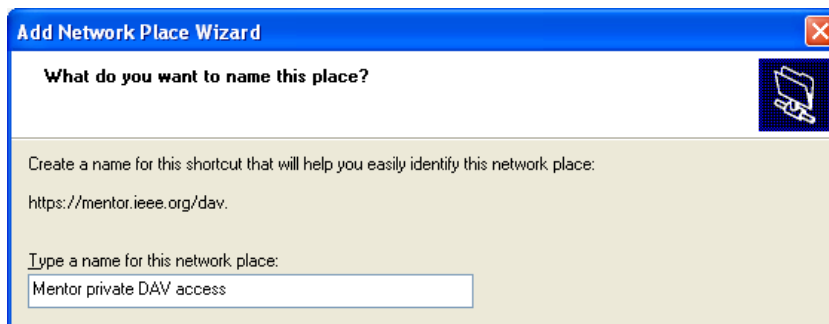 Add Network Place Wizard
What do you want to name this place?
Create a name for this shortcut that will help you easily identify this network place:
https://mentor.ieee.org/dav.
Type a name for this network place:
Mentor private DAV access